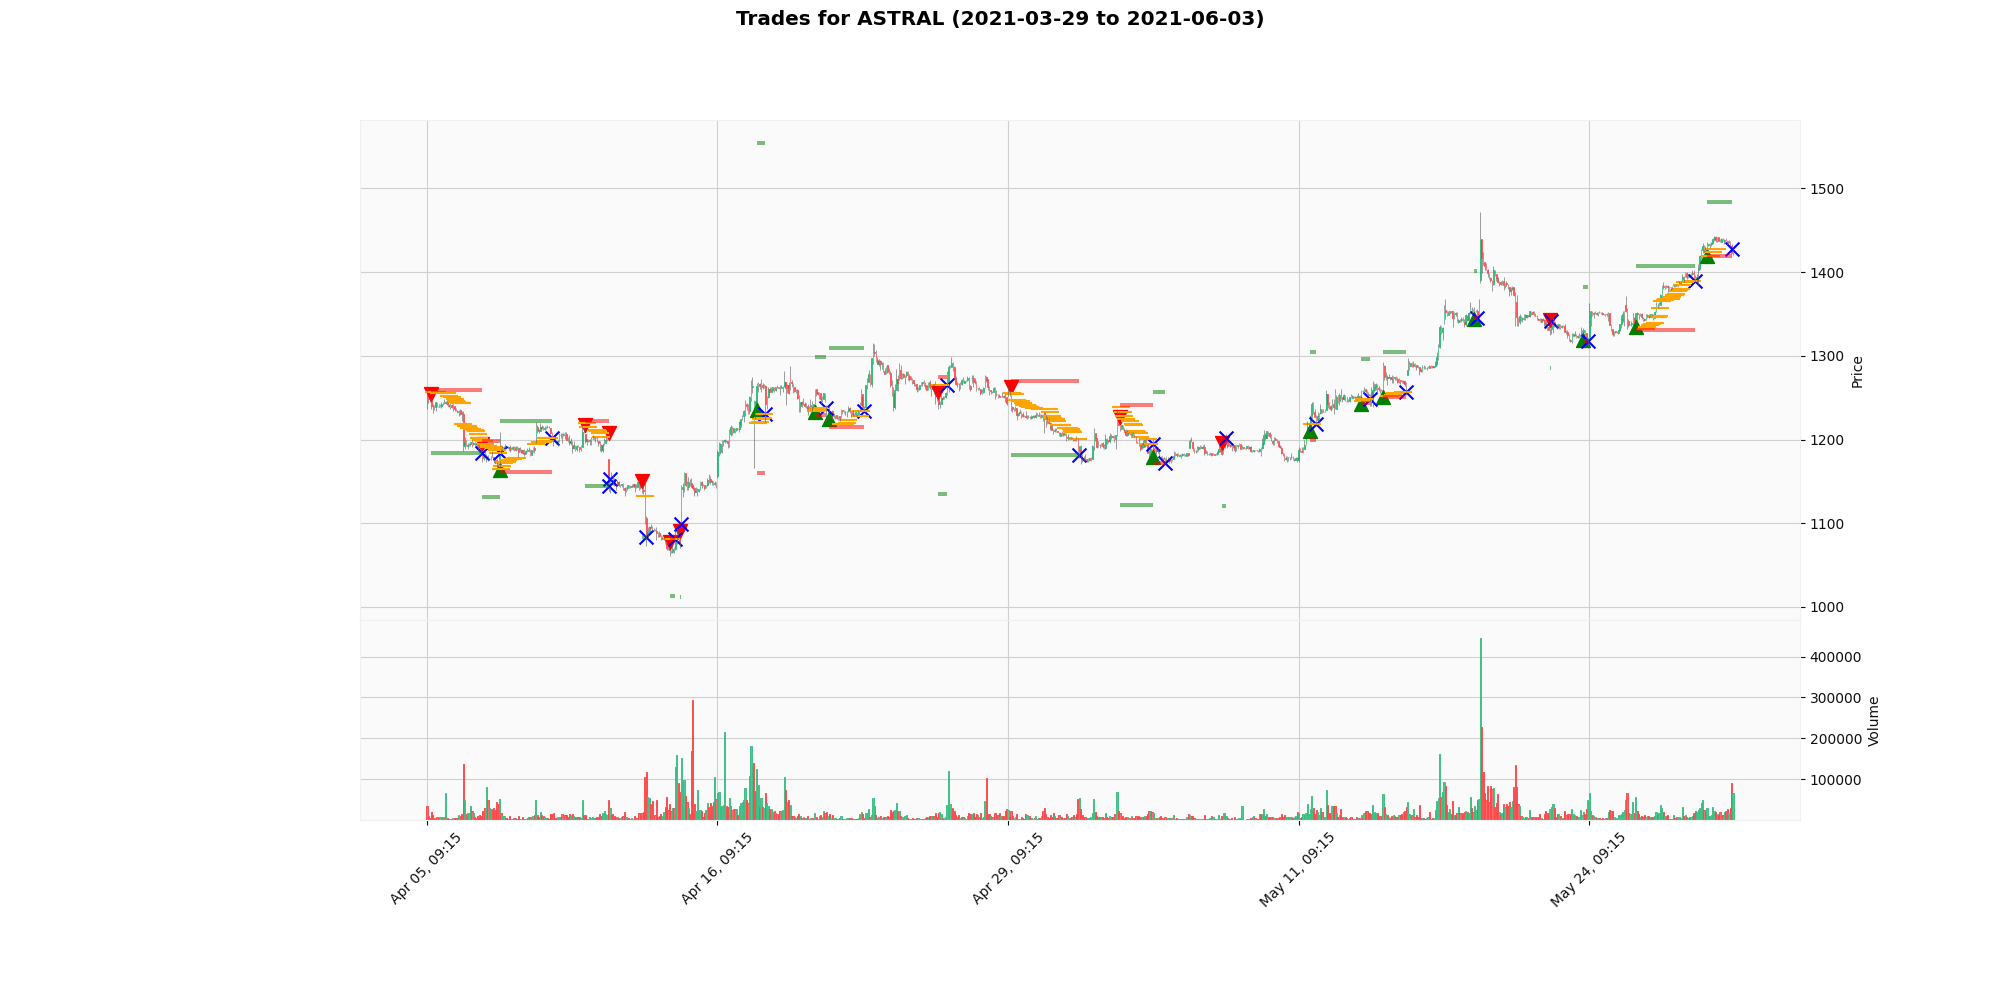 Trades for ASTRAL (2021-03-29 to 2021-06-03)
1500
1400
1300
1200
1100
1000
Price
400000
300000
200000
100000
Volume
Apr 05, 09:15
Apr 16, 09:15
Apr 29, 09:15
May 11, 09:15
May 24, 09:15